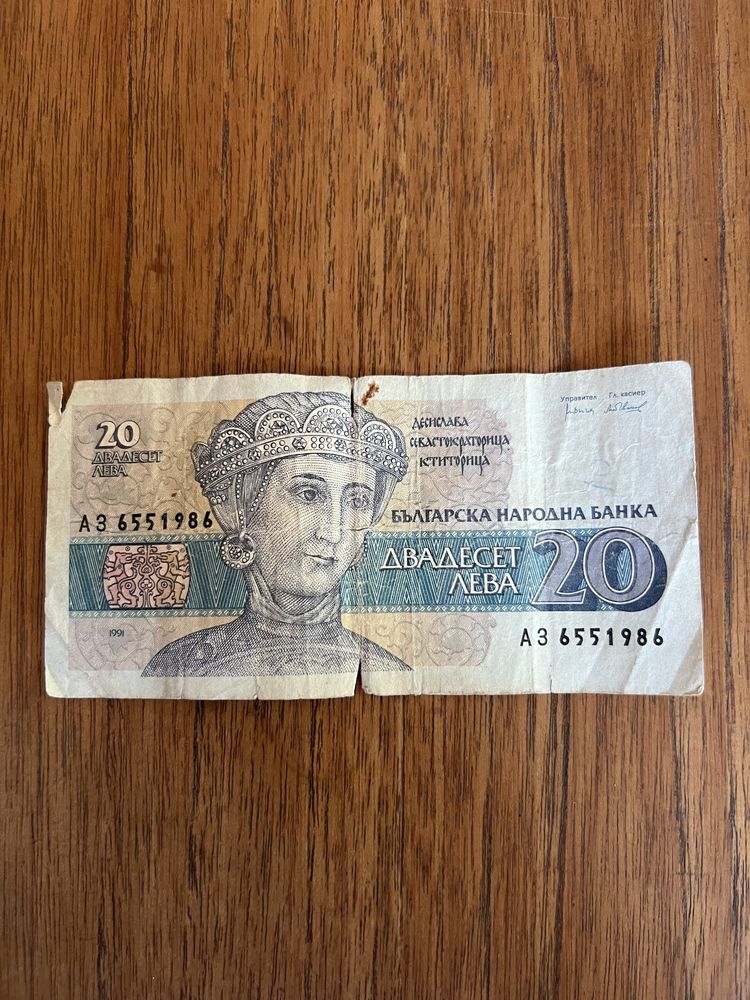 20
ДВАДЕСЕТ
ЛЕВА
ДЕСИСЛАВА
СЕВАСТОКРАТОРИЦА
КТИТОРИЦА
Управител Гл. касиер
АЗ 6551986
БЪЛГАРСКА НАРОДНА БАНКА
ДВАДЕСЕТ
ЛЕВА
20
1991
АЗ 6551986